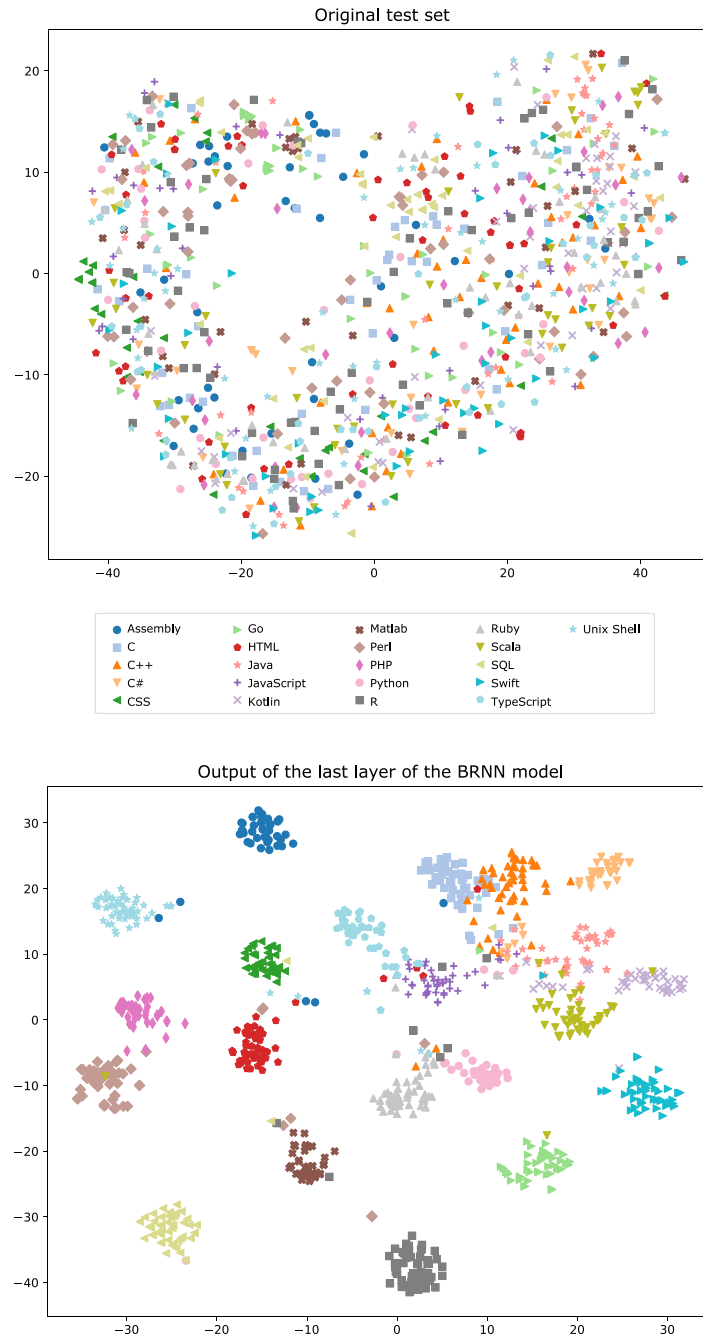 Original test set
20
10
0
−10
−20
−40
−20
0
20
40
Assembly
C
C++
C#
CSS
Go
HTML
Java
JavaScript
Kotlin
Matlab
Perl
PHP
Python
R
Ruby
Scala
SQL
Swift
TypeScript
Unix Shell
Output of the last layer of the BRNN model
30
20
10
0
−10
−20
−30
−40
−30
−20
−10
0
10
20
30